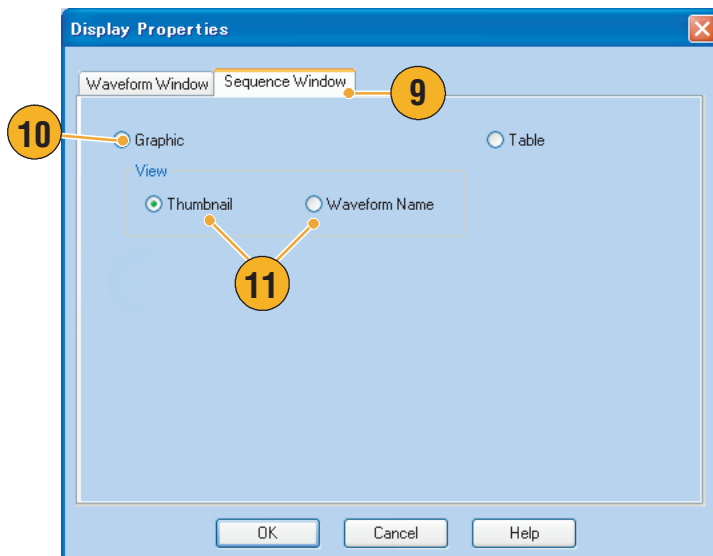 Display Properties
Waveform Window Sequence Window
9
10
Graphic Table
View
Thumbnail Waveform Name
11
OK Cancel Help